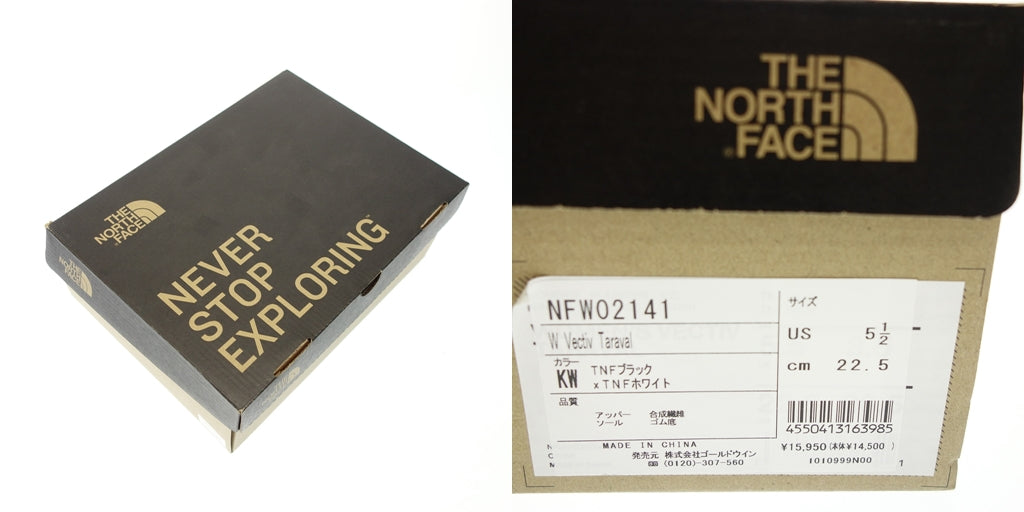 THE
NORTH
FACE
NEVER
STOP
EXPLORING™
THE
NORTH
FACE
THE
NORTH
FACE
NFW02141
W Vectiv Taraval
カラー
KW TNFブラック
xTNFホワイト
品質
アッパー 合成繊維
ソール ゴム底
MADE IN CHINA
発売元 株式会社ゴールドウイン
(0120)-307-560
サイズ
US 5 1/2
cm 22.5
4550413163985
¥15,950(本体¥14,500 )
1010999N00